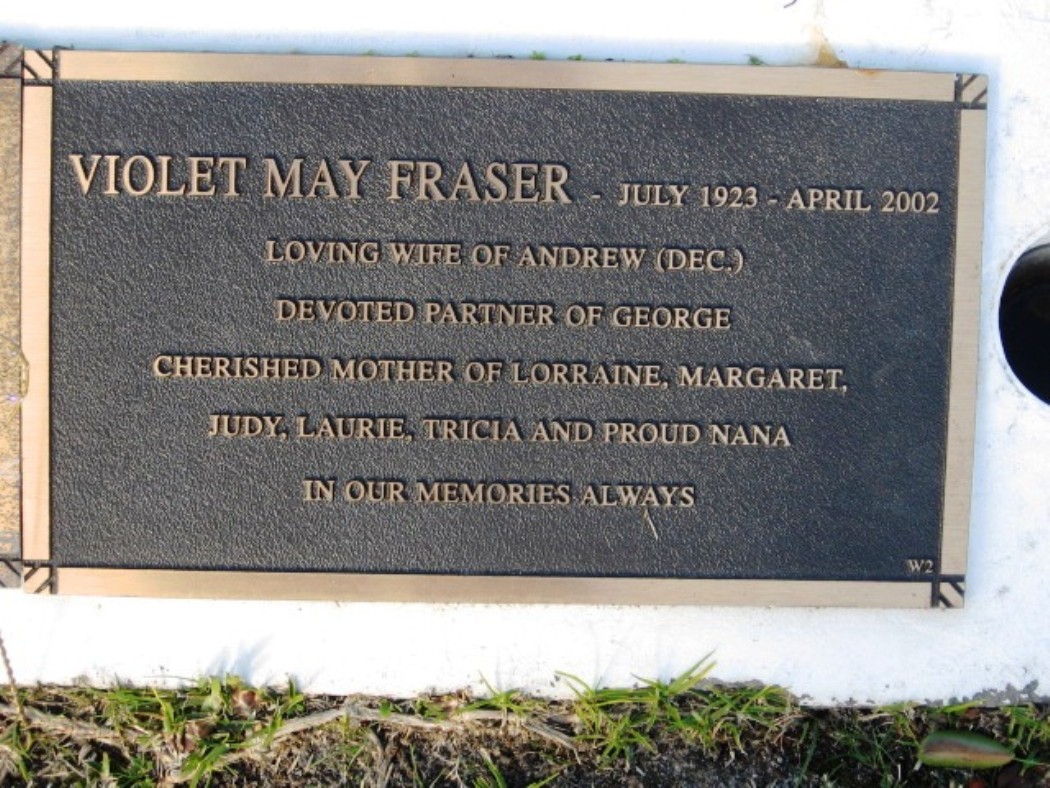 VIOLET MAY FRASER - JULY 1923 - APRIL 2002
LOVING WIFE OF ANDREW (DEC.)
DEVOTED PARTNER OF GEORGE
CHERISHED MOTHER OF LORRAINE, MARGARET,
JUDY, LAURIE, TRICIA AND PROUD NANA
IN OUR MEMORIES ALWAYS
W2